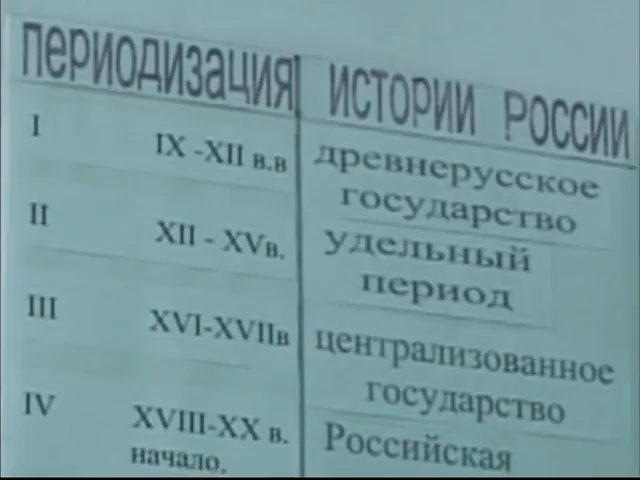 ПЕРИОДИЗАЦИЯ ИСТОРИИ РОССИИ
I IX -XII в.в древнерусское
государство
II XII - XVв. удельный
период
III XVI-XVIIв централизованное
государство
IV XVIII-XX в. Российская
начало.